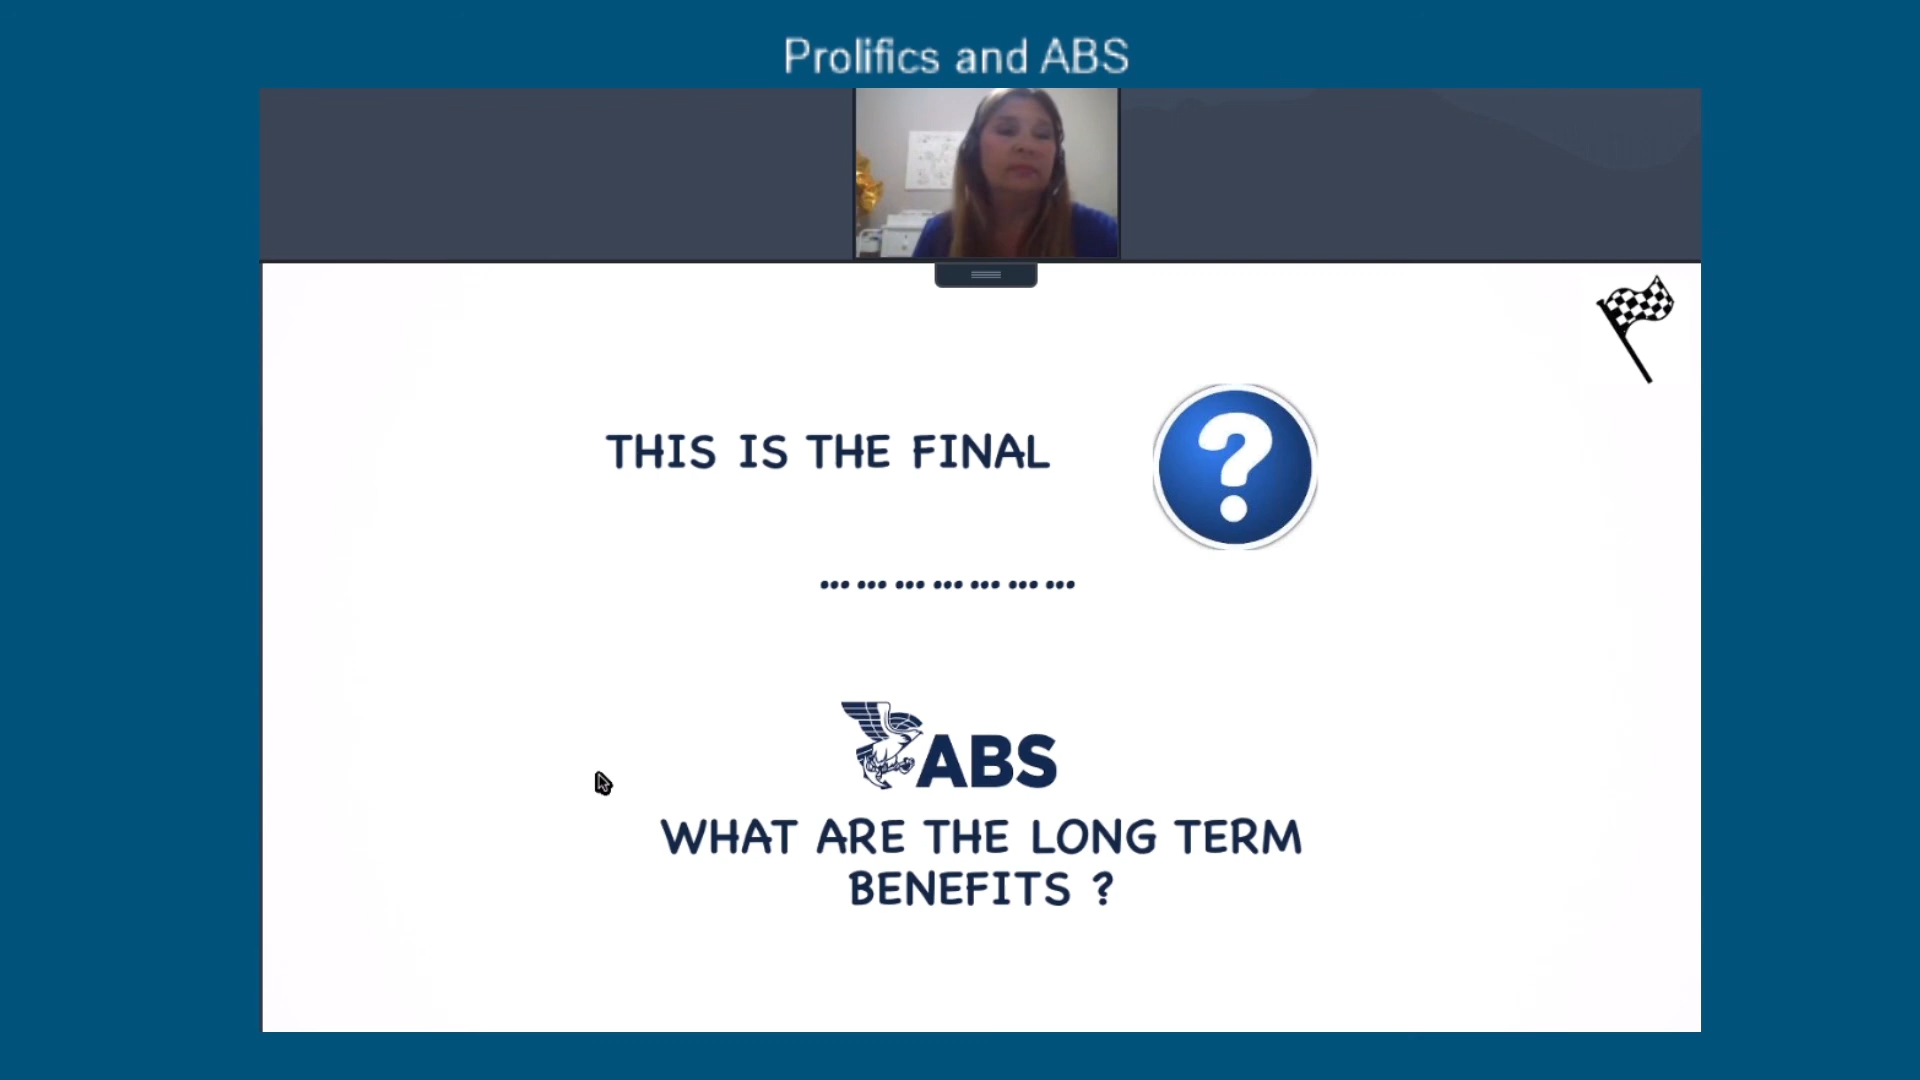 Prolifics and ABS
THIS IS THE FINAL
?
... ... ... ... ... ... ...
ABS
WHAT ARE THE LONG TERM
BENEFITS ?